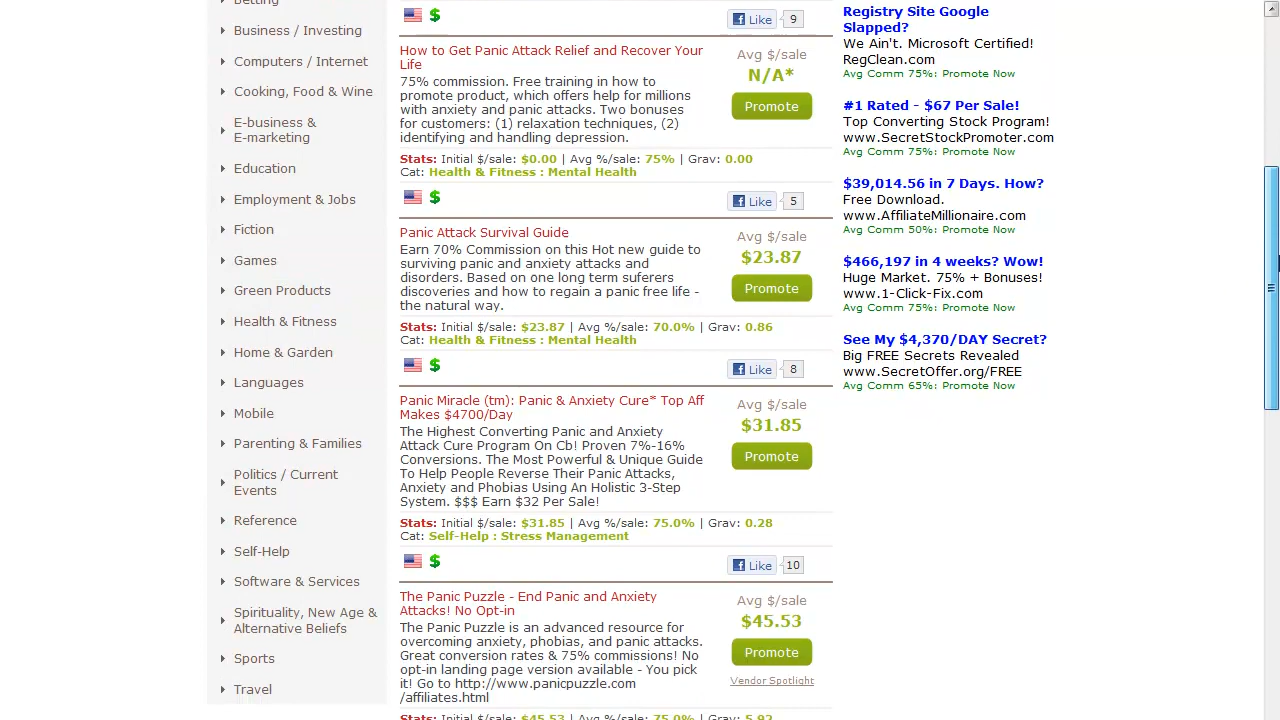 Betting
Business / Investing
Computers / Internet
Cooking, Food & Wine
E-business &
E-marketing
Education
Employment & Jobs
Fiction
Games
Green Products
Health & Fitness
Home & Garden
Languages
Mobile
Parenting & Families
Politics / Current
Events
Reference
Self-Help
Software & Services
Spirituality, New Age &
Alternative Beliefs
Sports
Travel
$
Like 9
How to Get Panic Attack Relief and Recover Your
Life
75% commission. Free training in how to
promote product, which offers help for millions
with anxiety and panic attacks. Two bonuses
for customers: (1) relaxation techniques, (2)
identifying and handling depression.
Avg $/sale
N/A*
Promote
Stats: Initial $/sale: $0.00 | Avg %/sale: 75% | Grav: 0.00
Cat: Health & Fitness : Mental Health
$
Like 5
Panic Attack Survival Guide
Earn 70% Commission on this Hot new guide to
surviving panic and anxiety attacks and
disorders. Based on one long term suferers
discoveries and how to regain a panic free life -
the natural way.
Avg $/sale
$23.87
Promote
Stats: Initial $/sale: $23.87 | Avg %/sale: 70.0% | Grav: 0.86
Cat: Health & Fitness : Mental Health
$
Like 8
Panic Miracle (tm): Panic & Anxiety Cure* Top Aff
Makes $4700/Day
The Highest Converting Panic and Anxiety
Attack Cure Program On Cb! Proven 7%-16%
Conversions. The Most Powerful & Unique Guide
To Help People Reverse Their Panic Attacks,
Anxiety and Phobias Using An Holistic 3-Step
System. $$$ Earn $32 Per Sale!
Avg $/sale
$31.85
Promote
Stats: Initial $/sale: $31.85 | Avg %/sale: 75.0% | Grav: 0.28
Cat: Self-Help : Stress Management
$
Like 10
The Panic Puzzle - End Panic and Anxiety
Attacks! No Opt-in
The Panic Puzzle is an advanced resource for
overcoming anxiety, phobias, and panic attacks.
Great conversion rates & 75% commissions! No
opt-in landing page version available - You pick
it! Go to http://www.panicpuzzle.com
/affiliates.html
Avg $/sale
$45.53
Promote
Vendor Spotlight
Stats: Initial $/sale: $45.53 | Avg %/sale: 75.0% | Grav: 5.92
Registry Site Google
Slapped?
We Ain't. Microsoft Certified!
RegClean.com
Avg Comm 75%: Promote Now
#1 Rated - $67 Per Sale!
Top Converting Stock Program!
www.SecretStockPromoter.com
Avg Comm 75%: Promote Now
$39,014.56 in 7 Days. How?
Free Download.
www.AffiliateMillionaire.com
Avg Comm 50%: Promote Now
$466,197 in 4 weeks? Wow!
Huge Market. 75% + Bonuses!
www.1-Click-Fix.com
Avg Comm 75%: Promote Now
See My $4,370/DAY Secret?
Big FREE Secrets Revealed
www.SecretOffer.org/FREE
Avg Comm 65%: Promote Now